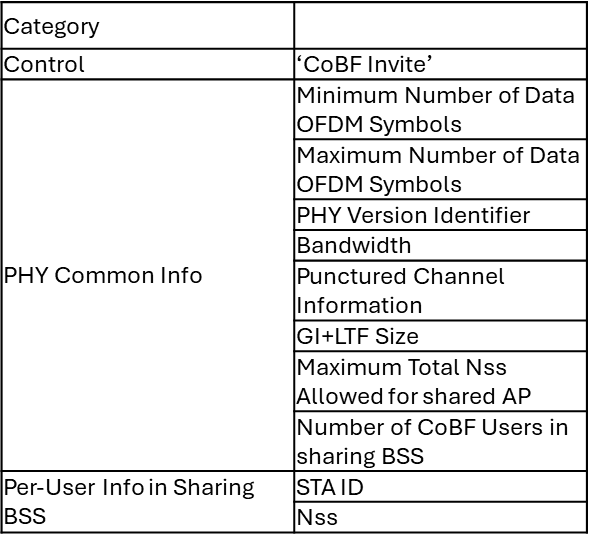 Category
Control
‘CoBF Invite’
PHY Common Info
Minimum Number of Data
OFDM Symbols
Maximum Number of Data
OFDM Symbols
PHY Version Identifier
Bandwidth
Punctured Channel
Information
GI+LTF Size
Maximum Total Nss
Allowed for shared AP
Number of CoBF Users in
sharing BSS
Per-User Info in Sharing
BSS
STA ID
Nss